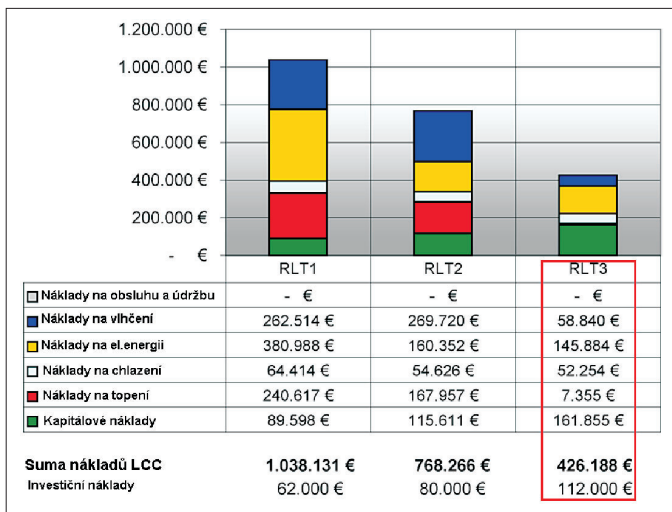 1.200.000 €
1.000.000 €
800.000 €
600.000 €
400.000 €
200.000 €
- €
RLT1 RLT2 RLT3
Náklady na obsluhu a údržbu - € - € - €
Náklady na vlhčení 262.514 € 269.720 € 58.840 €
Náklady na el.energii 380.988 € 160.352 € 145.884 €
Náklady na chlazení 64.414 € 54.626 € 52.254 €
Náklady na topení 240.617 € 167.957 € 7.355 €
Kapitálové náklady 89.598 € 115.611 € 161.855 €
Suma nákladů LCC 1.038.131 € 768.266 € 426.188 €
Investiční náklady 62.000 € 80.000 € 112.000 €